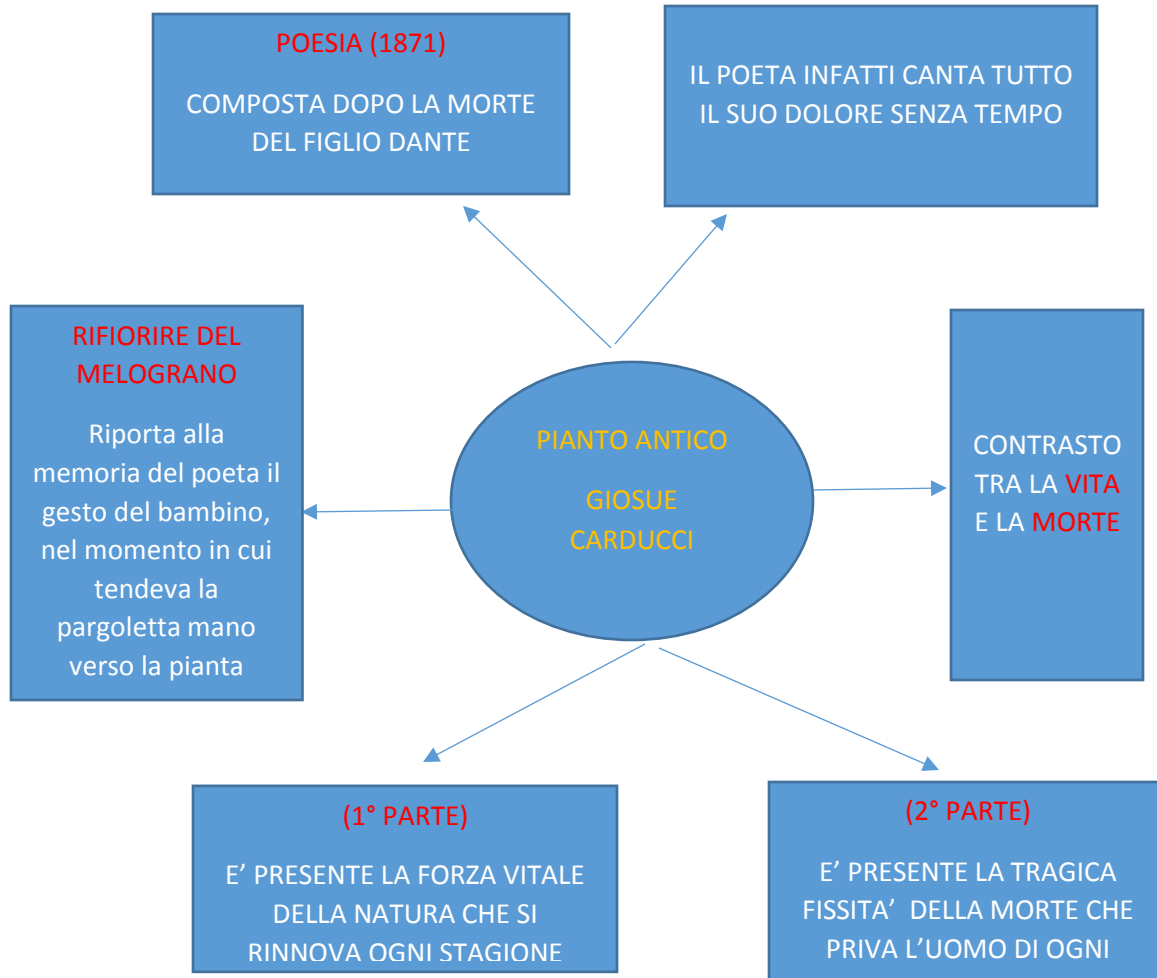 POESIA (1871)
COMPOSTA DOPO LA MORTE
DEL FIGLIO DANTE
IL POETA INFATTI CANTA TUTTO
IL SUO DOLORE SENZA TEMPO
RIFIORIRE DEL
MELOGRANO
Riporta alla
memoria del poeta il
gesto del bambino,
nel momento in cui
tendeva la
pargoletta mano
verso la pianta
PIANTO ANTICO
GIOSUE
CARDUCCI
CONTRASTO
TRA LA VITA
E LA MORTE
(1° PARTE)
E’ PRESENTE LA FORZA VITALE
DELLA NATURA CHE SI
RINNOVA OGNI STAGIONE
(2° PARTE)
E’ PRESENTE LA TRAGICA
FISSITA’ DELLA MORTE CHE
PRIVA L’UOMO DI OGNI